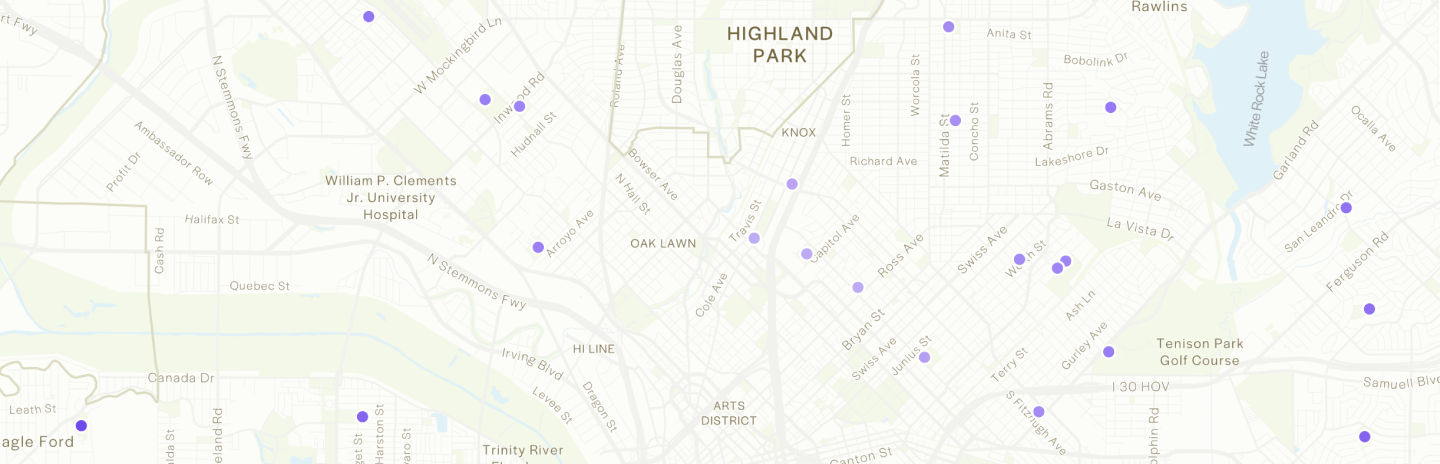 Rawlins
rt Fwy
W Mockingbird Ln
HIGHLAND
PARK
Anita St
Douglas Ave
Roland Ave
Bobolink Dr
N Stemmons Fwy
Inwood Rd
Worcola St
White Rock Lake
Homer St
Abrams Rd
Ocalla Ave
Hudnall St
KNOX
Matilda St
Concho St
Garland Rd
Ambassador Row
Profit Dr
Bowser Ave
Richard Ave
Lakeshore Dr
William P. Clements
Jr. University
Hospital
N Hall St
Gaston Ave
Halifax St
Travis St
San Leandro Dr
La Vista Dr
Arroyo Ave
Capitol Ave
Cash Rd
OAK LAWN
Ross Ave
Swiss Ave
Worth St
Ferguson Rd
N Stemmons Fwy
Quebec St
Cole Ave
Ash Ln
Bryan St
HI LINE
Irving Blvd
Swiss Ave
Junius St
Gurley Ave
Tenison Park
Golf Course
Terry St
Canada Dr
I 30 HOV
Samuell Blvd
Leath St
Levee St
Dragon St
ARTS
DISTRICT
S Fitzhugh Ave
agle Ford
Harston St
Trinity River
Canton St